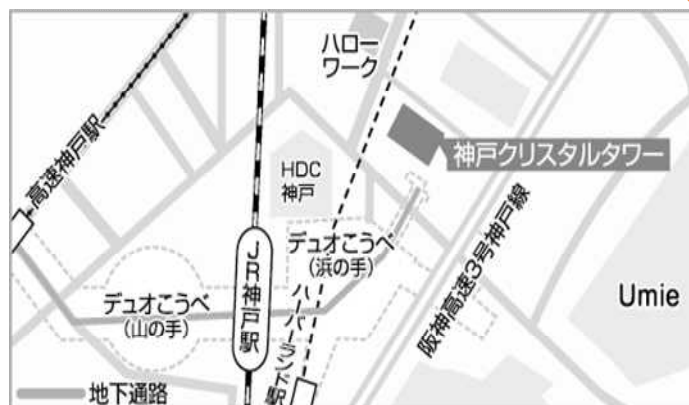 ハロー
ワーク
高速神戸駅
神戸クリスタルタワー
HDC
神戸
デュオこうべ
(浜の手)
JR神戸駅
阪神高速3号神戸線
Umie
デュオこうべ
(山の手)
ハーバーランド駅
地下通路